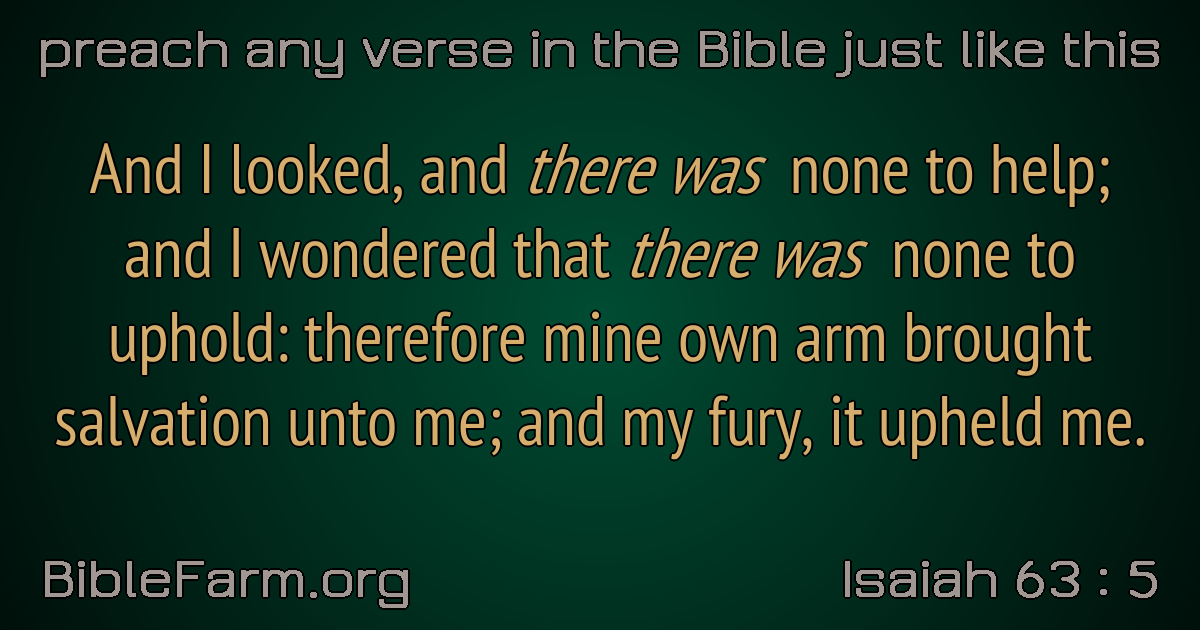 preach any verse in the Bible just like this
And I looked, and there was none to help;
and I wondered that there was none to
uphold: therefore mine own arm brought
salvation unto me; and my fury, it upheld me.
BibleFarm.org
Isaiah 63 : 5